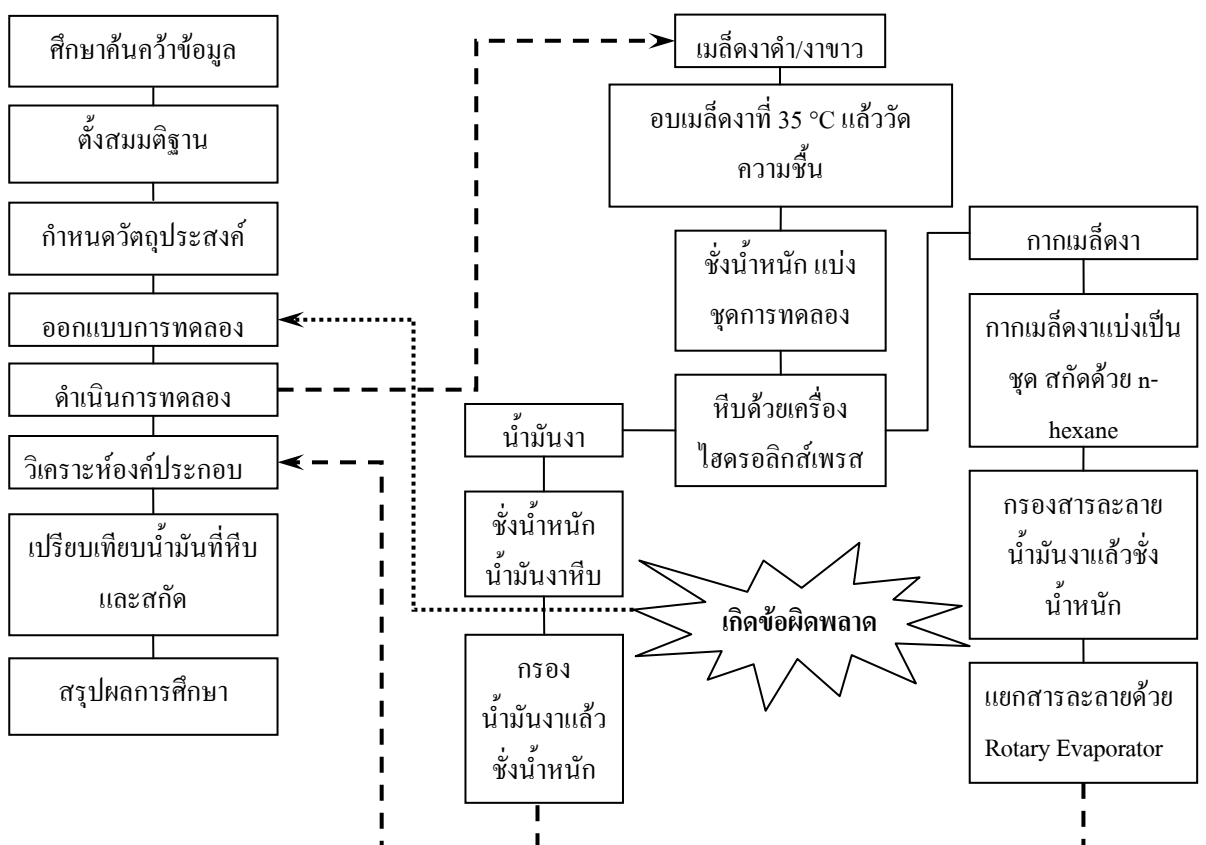 ศึกษาค้นคว้าข้อมูล
ตั้งสมมติฐาน
กำหนดวัตถุประสงค์
ออกแบบการทดลอง
ดำเนินการทดลอง
วิเคราะห์องค์ประกอบ
เปรียบเทียบน้ำมันที่หีบ
และสกัด
สรุปผลการศึกษา
เมล็ดงาดำ/งาขาว
อบเมล็ดงาที่ 35 °C แล้ววัด
ความชื้น
ชั่งน้ำหนัก แบ่ง
ชุดการทดลอง
หีบด้วยเครื่อง
ไฮดรอลิกส์เพรส
น้ำมันงา
ชั่งน้ำหนัก
น้ำมันงาหีบ
กรอง
น้ำมันงาแล้ว
ชั่งน้ำหนัก
เกิดข้อผิดพลาด
กากเมล็ดงา
กากเมล็ดงาแบ่งเป็น
ชุด สกัดด้วย n-
hexane
กรองสารละลาย
น้ำมันงาแล้วชั่ง
น้ำหนัก
แยกสารละลายด้วย
Rotary Evaporator